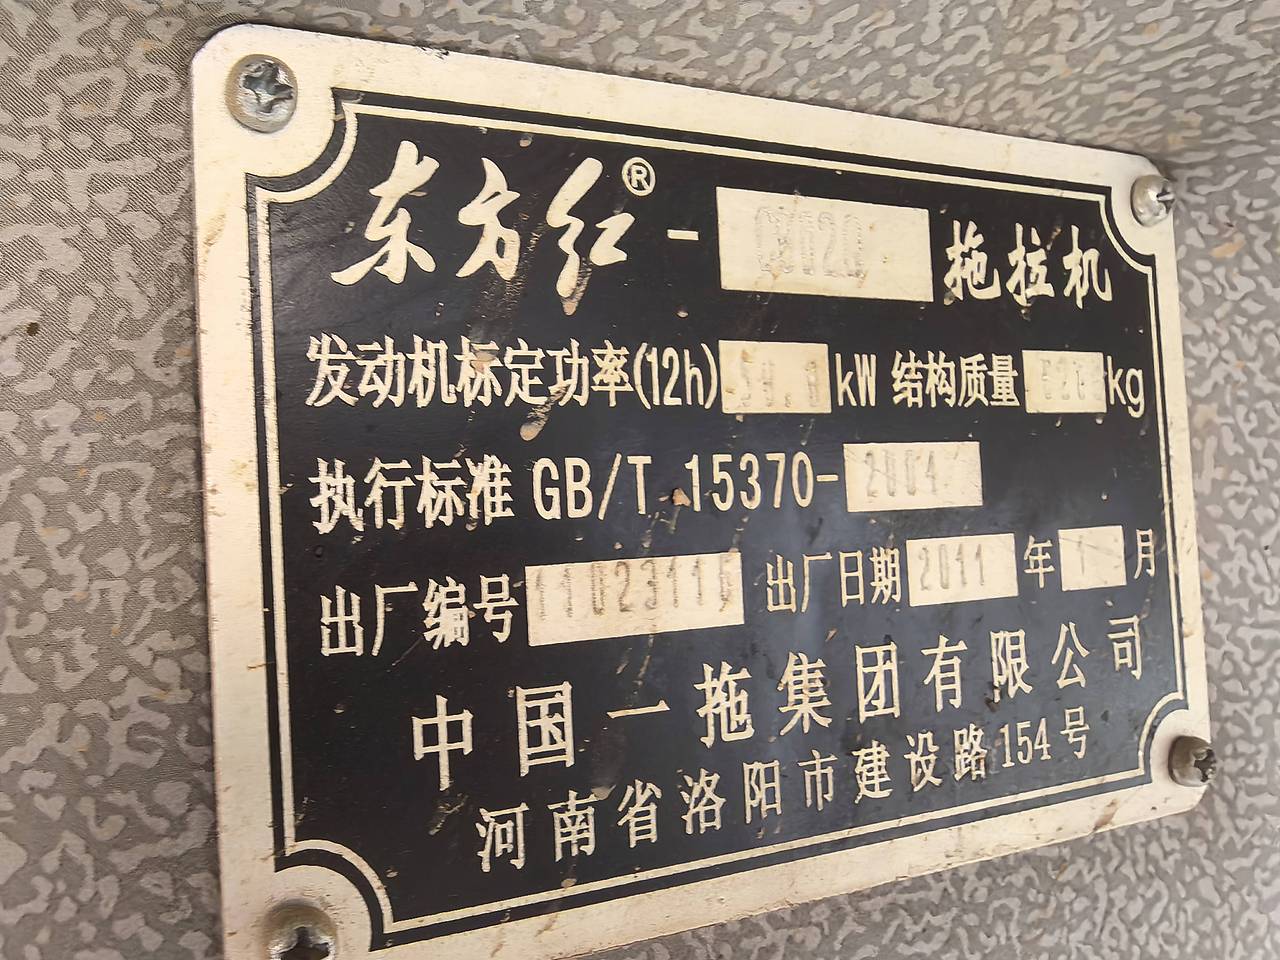 东方红®- 拖拉机
发动机标定功率(12h) kW 结构质量 kg
执行标准 GB/T 15370-2004
出厂编号 出厂日期 2011 年 1 月
中国一拖集团有限公司
河南省洛阳市建设路154号